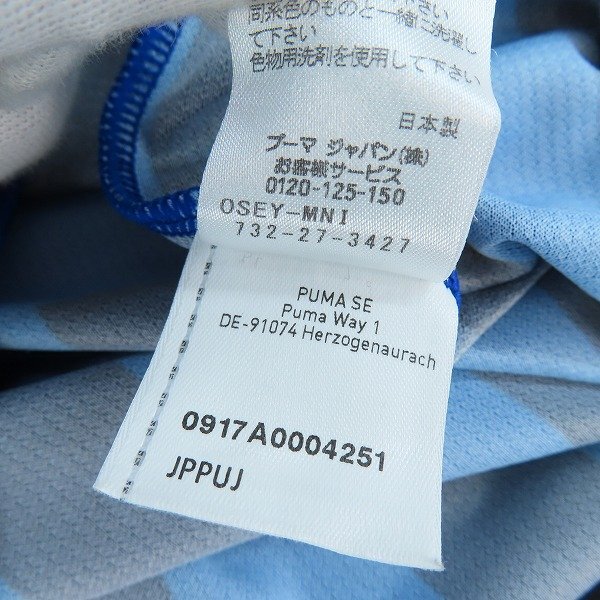 同系色のものと一緒に洗濯し
て下さい
色物用洗剤を使用して下さい
日本製
プーマ ジャパン(株)
お客様サービス
0120-125-150
OSEY-MNI
732-27-3427
PUMA SE
Puma Way 1
DE-91074 Herzogenaurach
0917A0004251
JPPUJ